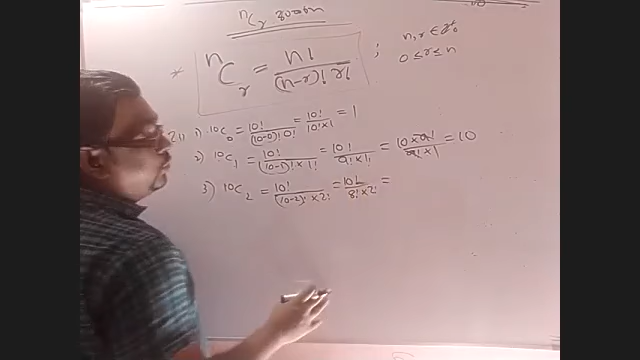 nCr
* nCr = n! / (n-r)! r! ; n, r ∈ Z₀⁺
0 ≤ r ≤ n
1) 10C0 = 10! / (10-0)! 0! = 10! / 10! × 1 = 1
2) 10C1 = 10! / (10-1)! × 1! = 10! / 9! × 1! = 10 × 9! / 9! × 1 = 10
3) 10C2 = 10! / (10-2)! × 2! = 10! / 8! × 2! =